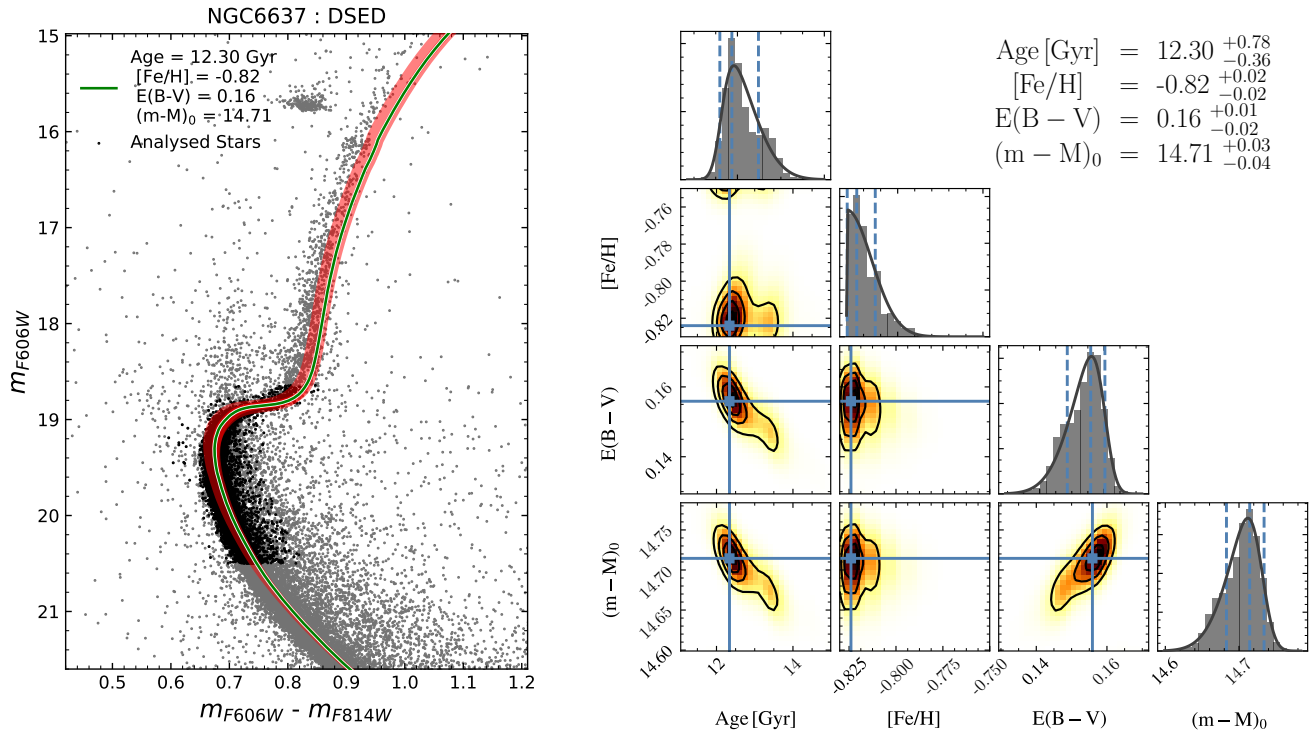 NGC6637 : DSED
Age = 12.30 Gyr
[Fe/H] = -0.82
E(B-V) = 0.16
(m-M)0 = 14.71
Analysed Stars
15
16
17
18
19
20
21
mF606W
0.5 0.6 0.7 0.8 0.9 1.0 1.1 1.2
mF606W - mF814W
Age [Gyr] = 12.30 +0.78 -0.36
[Fe/H] = -0.82 +0.02 -0.02
E(B − V) = 0.16 +0.01 -0.02
(m − M)0 = 14.71 +0.03 -0.04
[Fe/H]
-0.76
-0.78
-0.80
-0.82
E(B − V)
0.16
0.14
(m − M)0
14.75
14.70
14.65
14.60
12 14 -0.825 -0.800 -0.775 -0.750 0.14 0.16 14.6 14.7
Age [Gyr] [Fe/H] E(B − V) (m − M)0